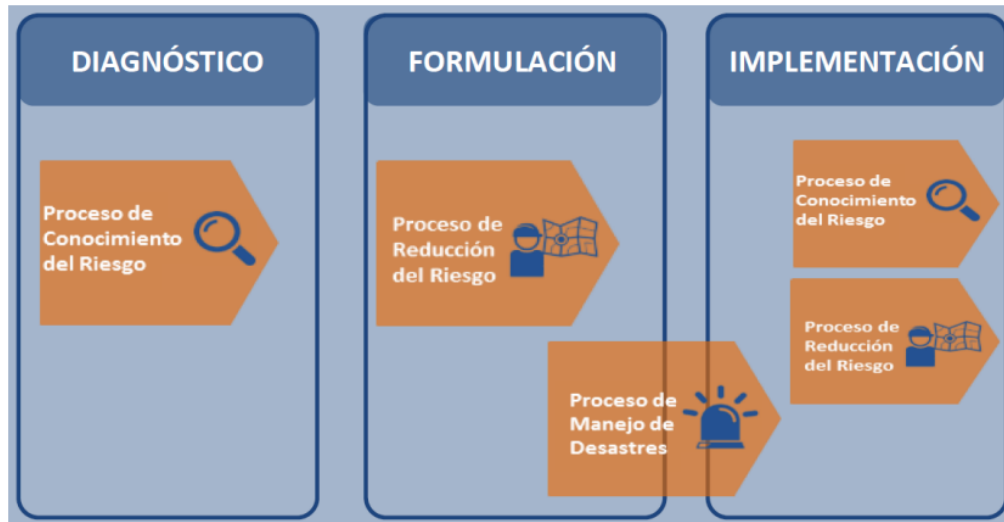 DIAGNÓSTICO
FORMULACIÓN
IMPLEMENTACIÓN
Proceso de
Conocimiento
del Riesgo
Proceso de
Reducción
del Riesgo
Proceso de
Manejo de
Desastres
Proceso de
Conocimiento
del Riesgo
Proceso de
Reducción
del Riesgo